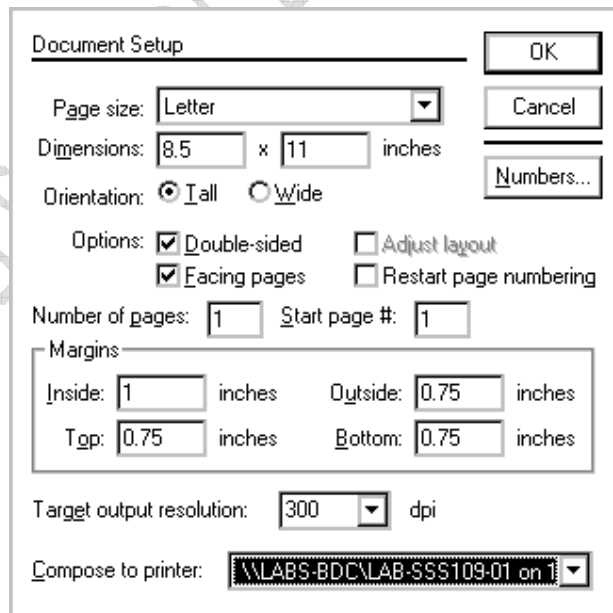 Document Setup
OK
Page size: Letter
Cancel
Dimensions: 8.5 x 11 inches
Numbers...
Orientation: Tall Wide
Options: Double-sided Adjust layout
Facing pages Restart page numbering
Number of pages: 1 Start page #: 1
Margins
Inside: 1 inches Outside: 0.75 inches
Top: 0.75 inches Bottom: 0.75 inches
Target output resolution: 300 dpi
Compose to printer: \\LABS-BDC\LAB-SSS109-01 on 1